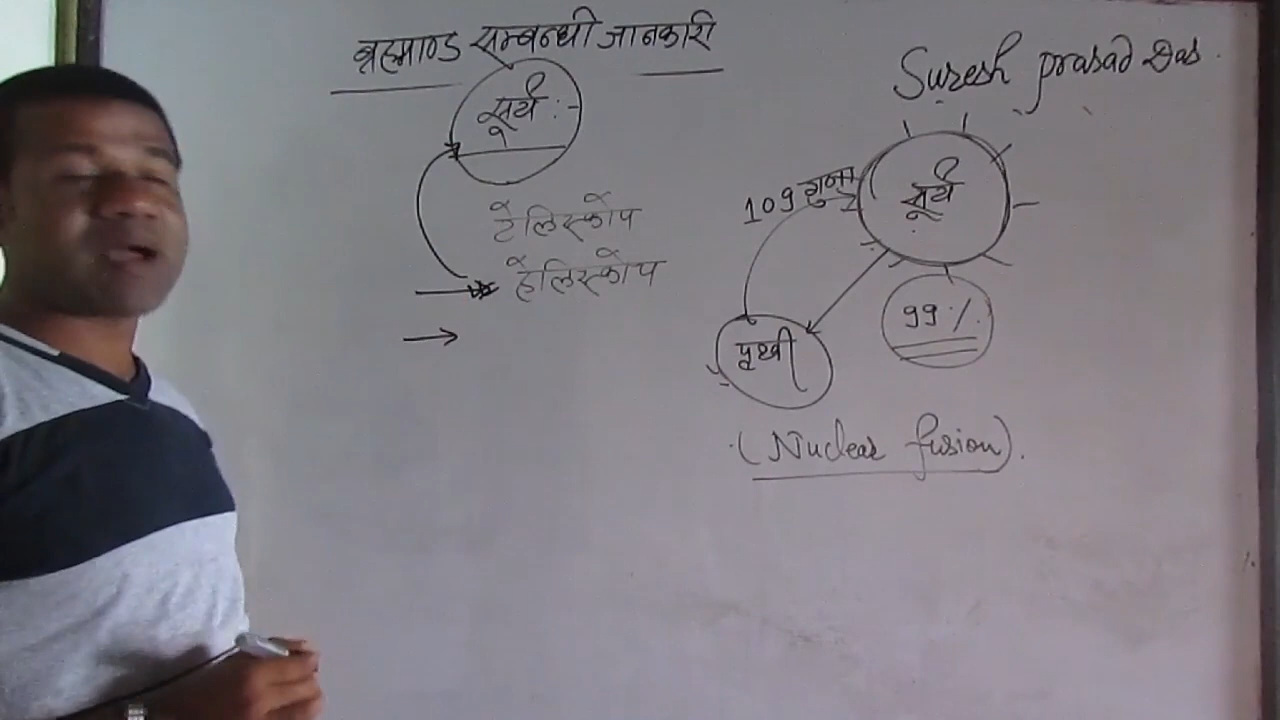 ब्रह्माण्ड सम्बन्धी जानकारी
Suresh prasad Das.
सूर्य :-
टेलिस्कोप
हेलिस्कोप
सूर्य
109 गुना
99%.
पृथ्वी
(Nuclear fusion).